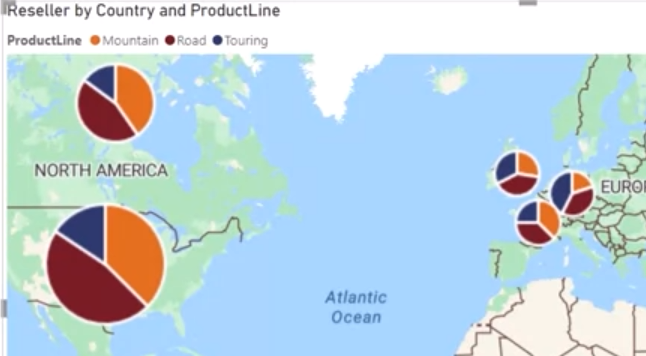 Reseller by Country and ProductLine
ProductLine Mountain Road Touring
NORTH AMERICA
EURO
Atlantic
Ocean